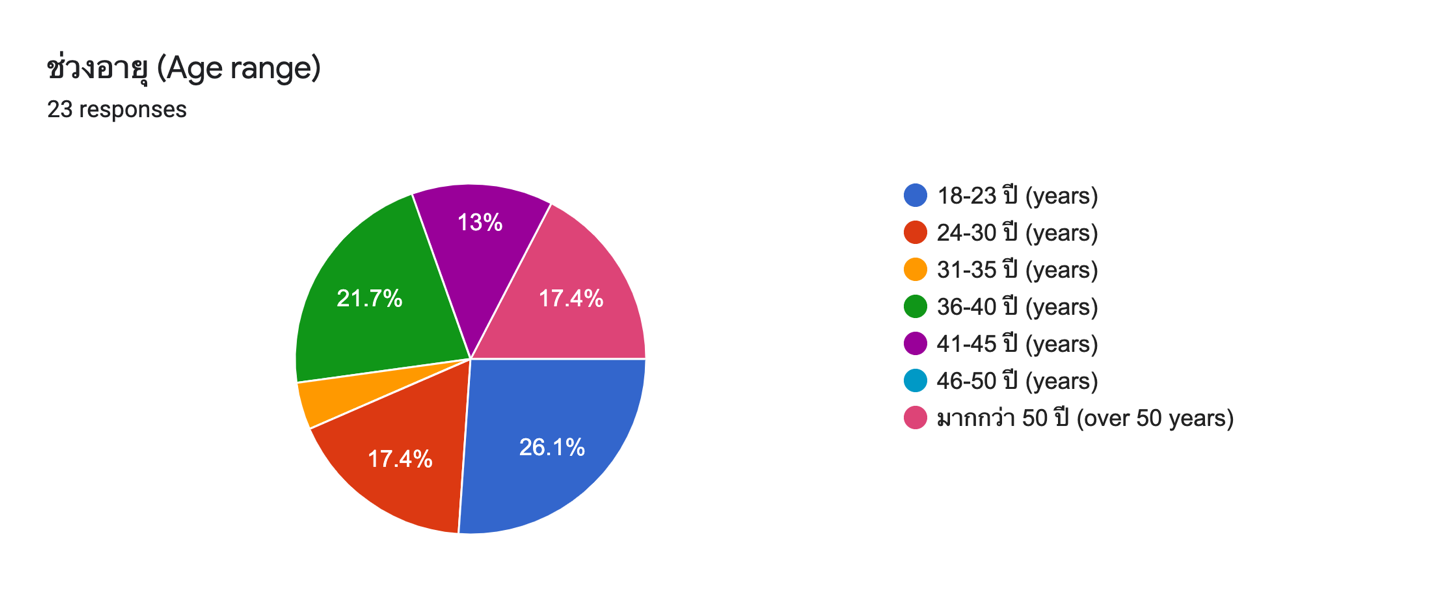 ช่วงอายุ (Age range)
23 responses
13%
21.7%
17.4%
17.4%
26.1%
18-23 ปี (years)
24-30 ปี (years)
31-35 ปี (years)
36-40 ปี (years)
41-45 ปี (years)
46-50 ปี (years)
มากกว่า 50 ปี (over 50 years)